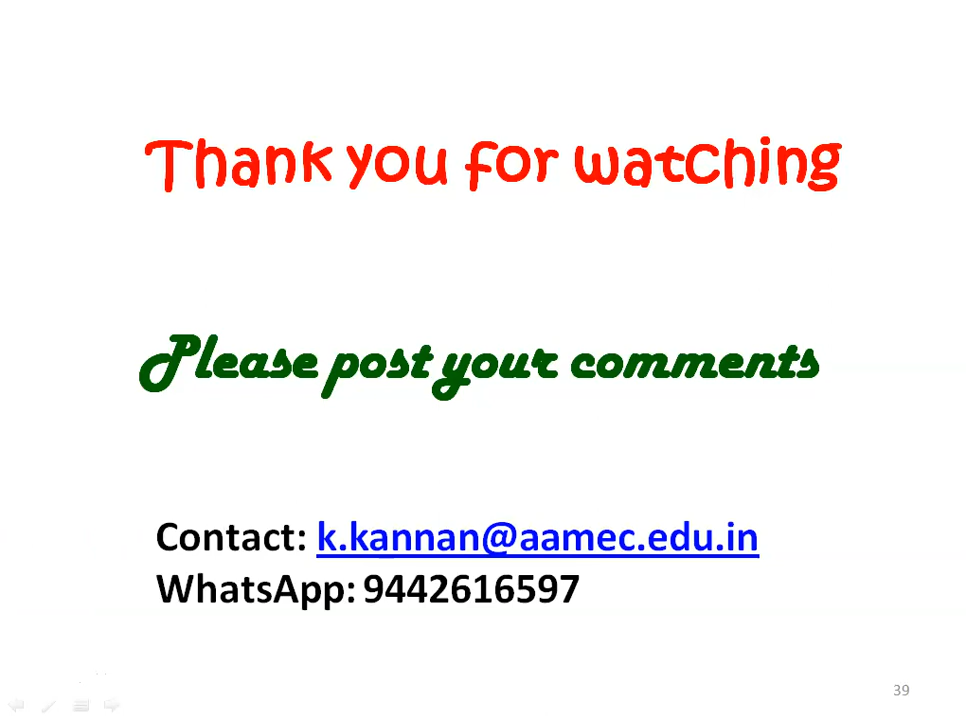 Thank you for watching
Please post your comments
Contact: k.kannan@aamec.edu.in
WhatsApp: 9442616597
39